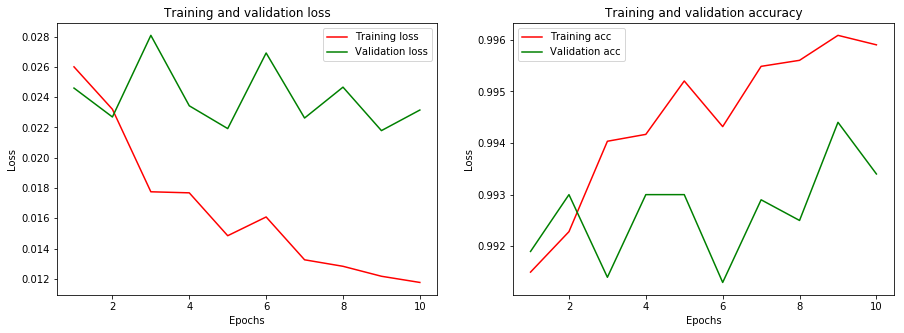 Training and validation loss
Training loss
Validation loss
0.028
0.026
0.024
0.022
0.020
0.018
0.016
0.014
0.012
Loss
2
4
6
8
10
Epochs
Training and validation accuracy
Training acc
Validation acc
0.996
0.995
0.994
0.993
0.992
Loss
2
4
6
8
10
Epochs